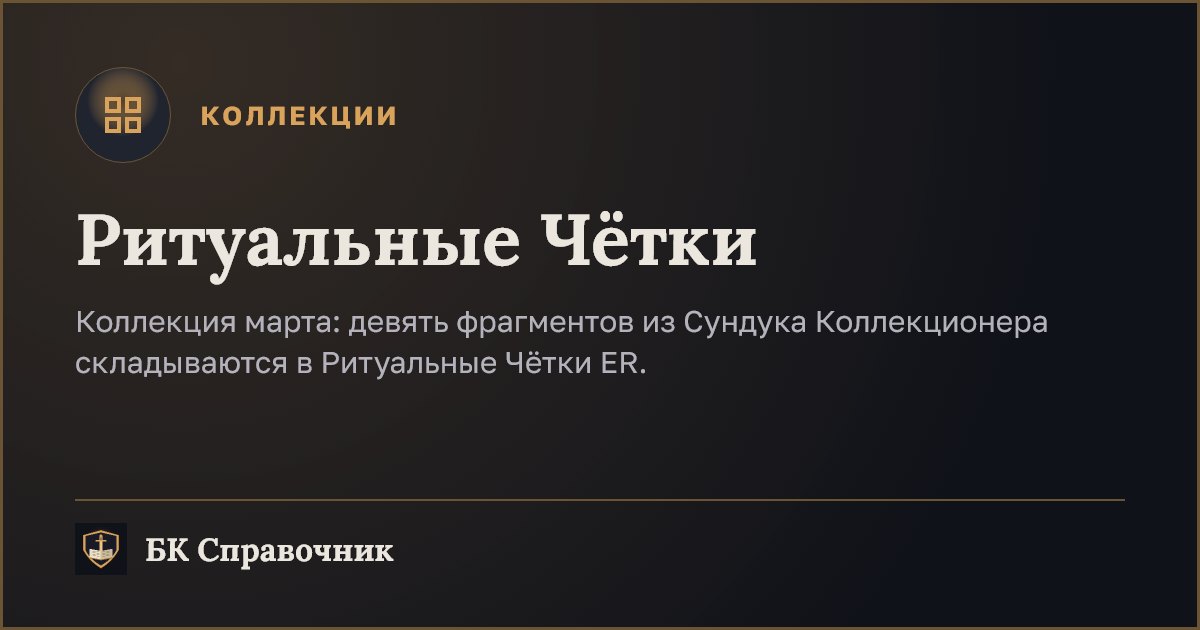 КОЛЛЕКЦИИ
Ритуальные Чётки
Коллекция марта: девять фрагментов из Сундука Коллекционера
складываются в Ритуальные Чётки ER.
БК Справочник